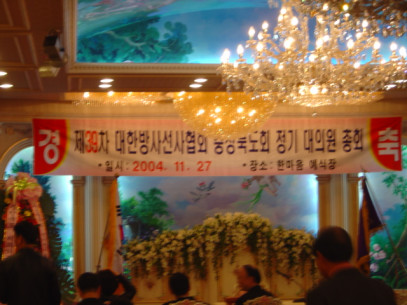 경 제39차 대한방사선사협회 충청북도회 정기 대의원 총회 축
•일시: 2004. 11. 27 •장소: 한마음 예식장